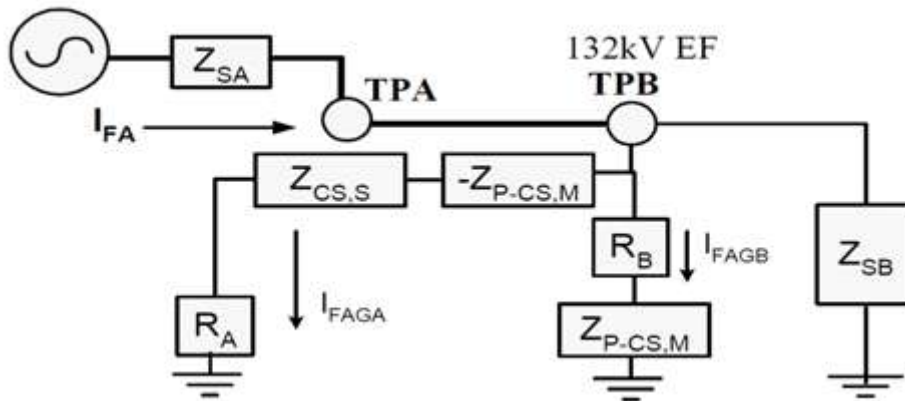 Z_SA
132kV EF
TPA
TPB
I_FA
Z_CS,S
-Z_P-CS,M
R_B
I_FAGB
Z_SB
I_FAGA
R_A
Z_P-CS,M